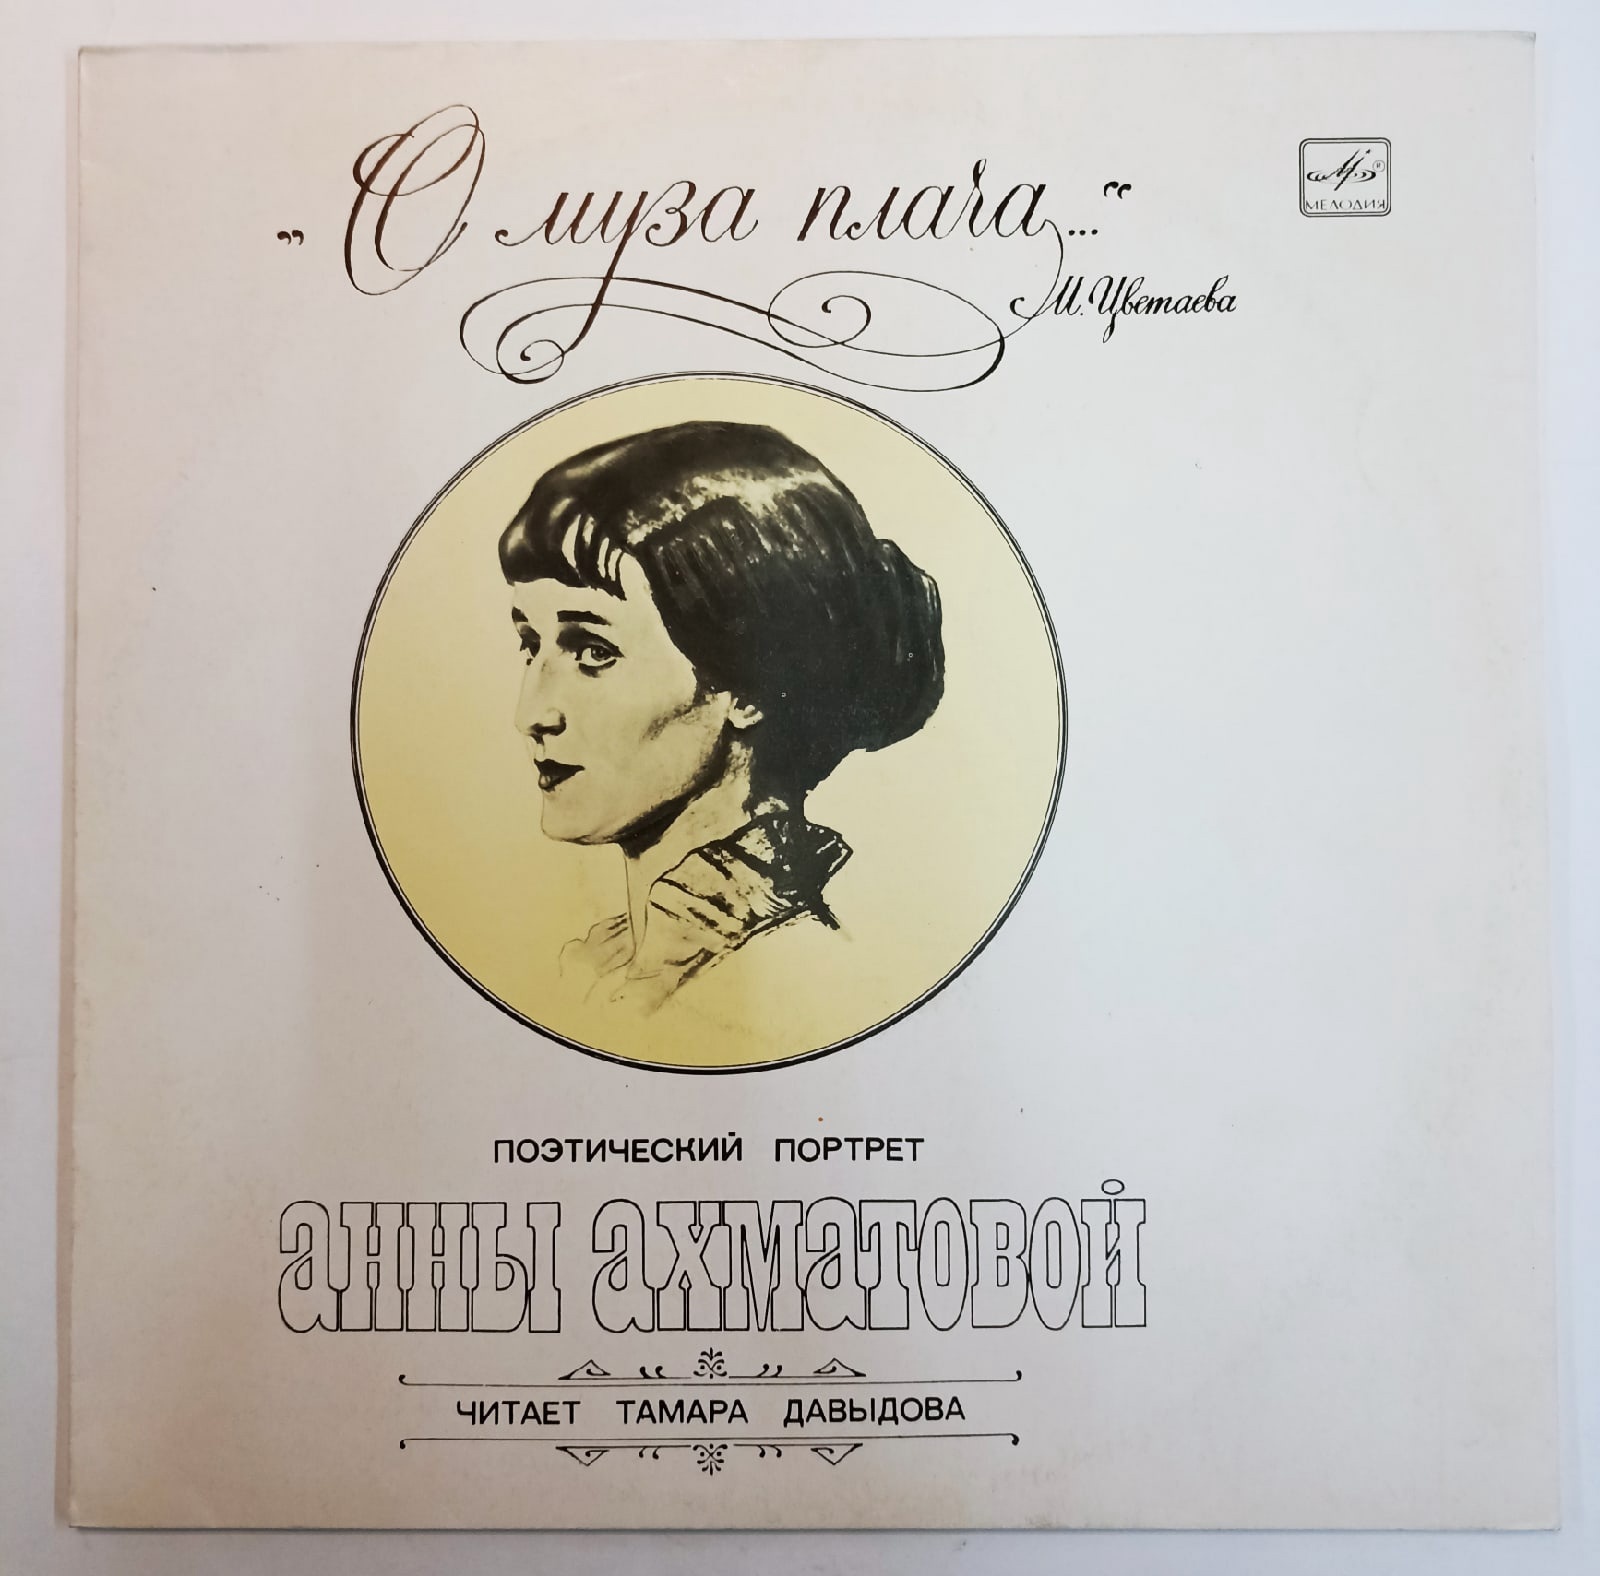 „О муза плача...“
МЕЛОДИЯ
М. Цветаева
ПОЭТИЧЕСКИЙ ПОРТРЕТ
анны ахматовой
ЧИТАЕТ ТАМАРА ДАВЫДОВА